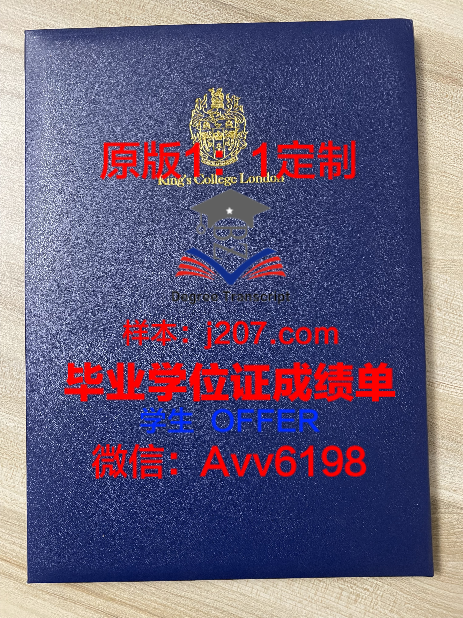 原版1：1定制
King's College London
Degree Transcript
样本：j207.com
毕业学位证成绩单
学生 OFFER
微信：Avv6198